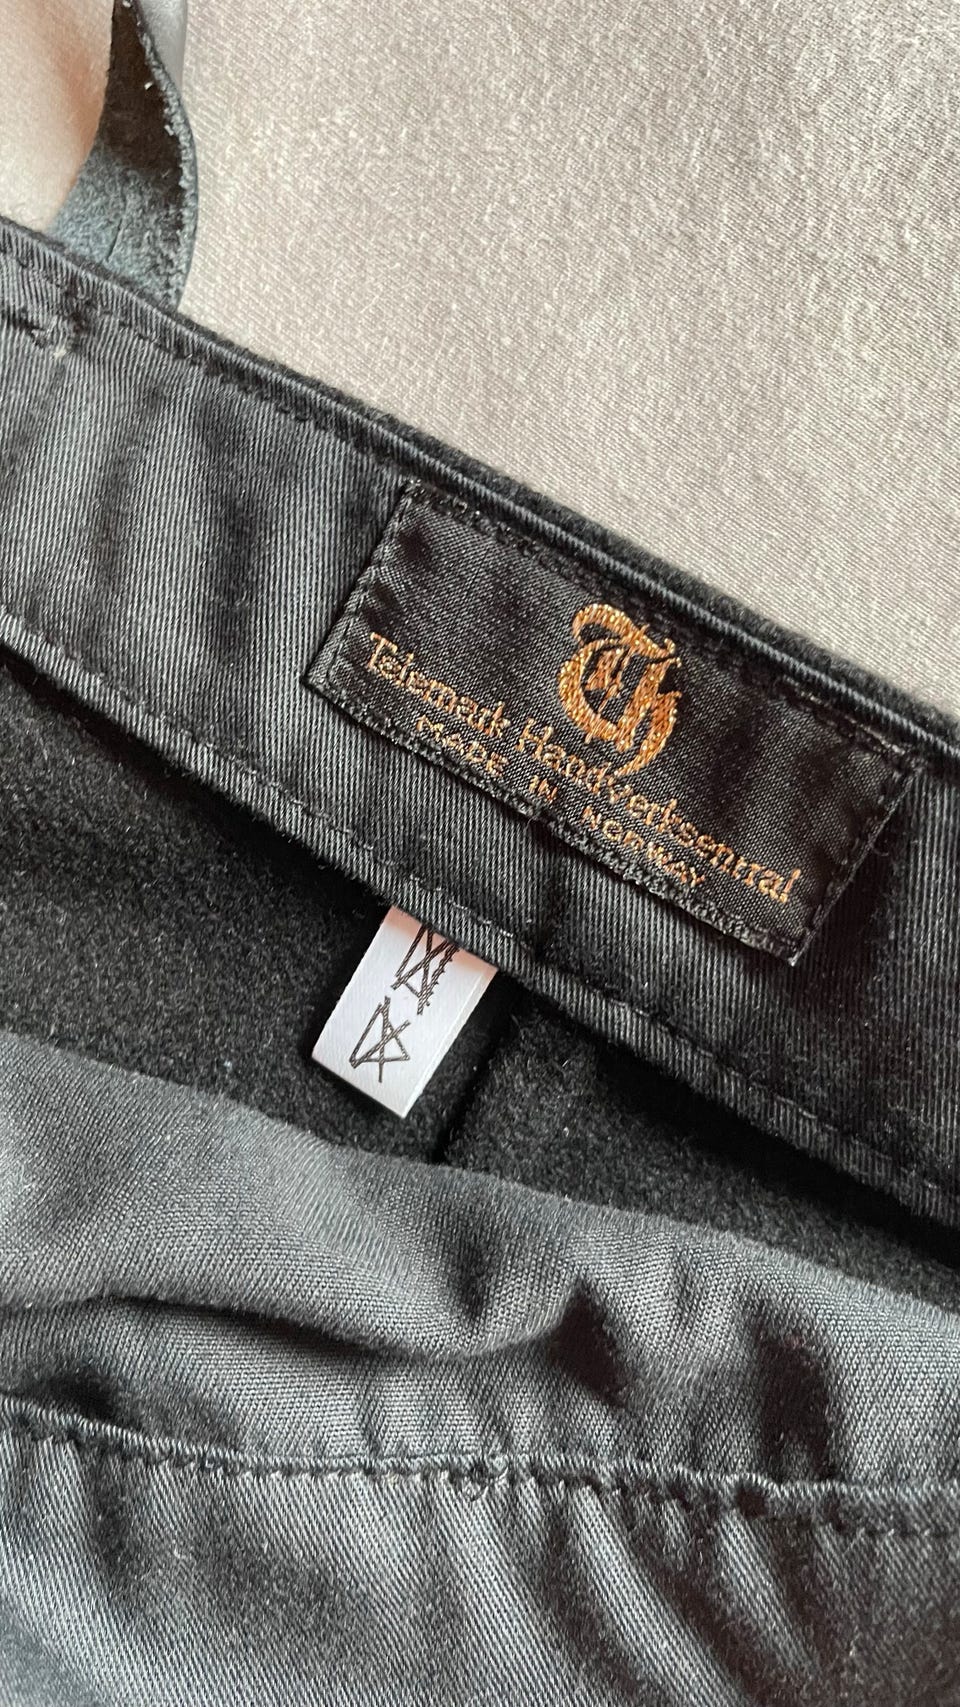 Th
Telemark Handverksentral
MADE IN NORWAY